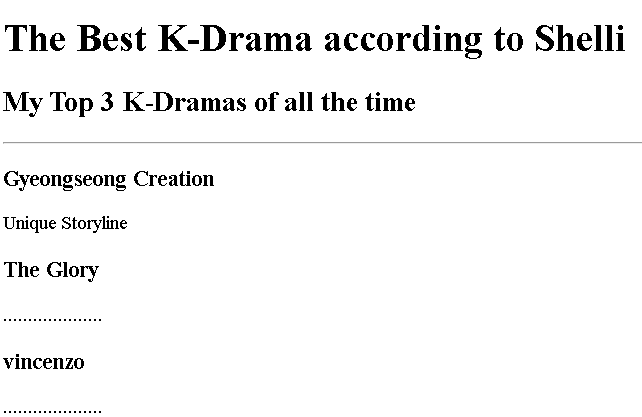 The Best K-Drama according to Shelli
My Top 3 K-Dramas of all the time
Gyeongseong Creation
Unique Storyline
The Glory
....................
vincenzo
....................